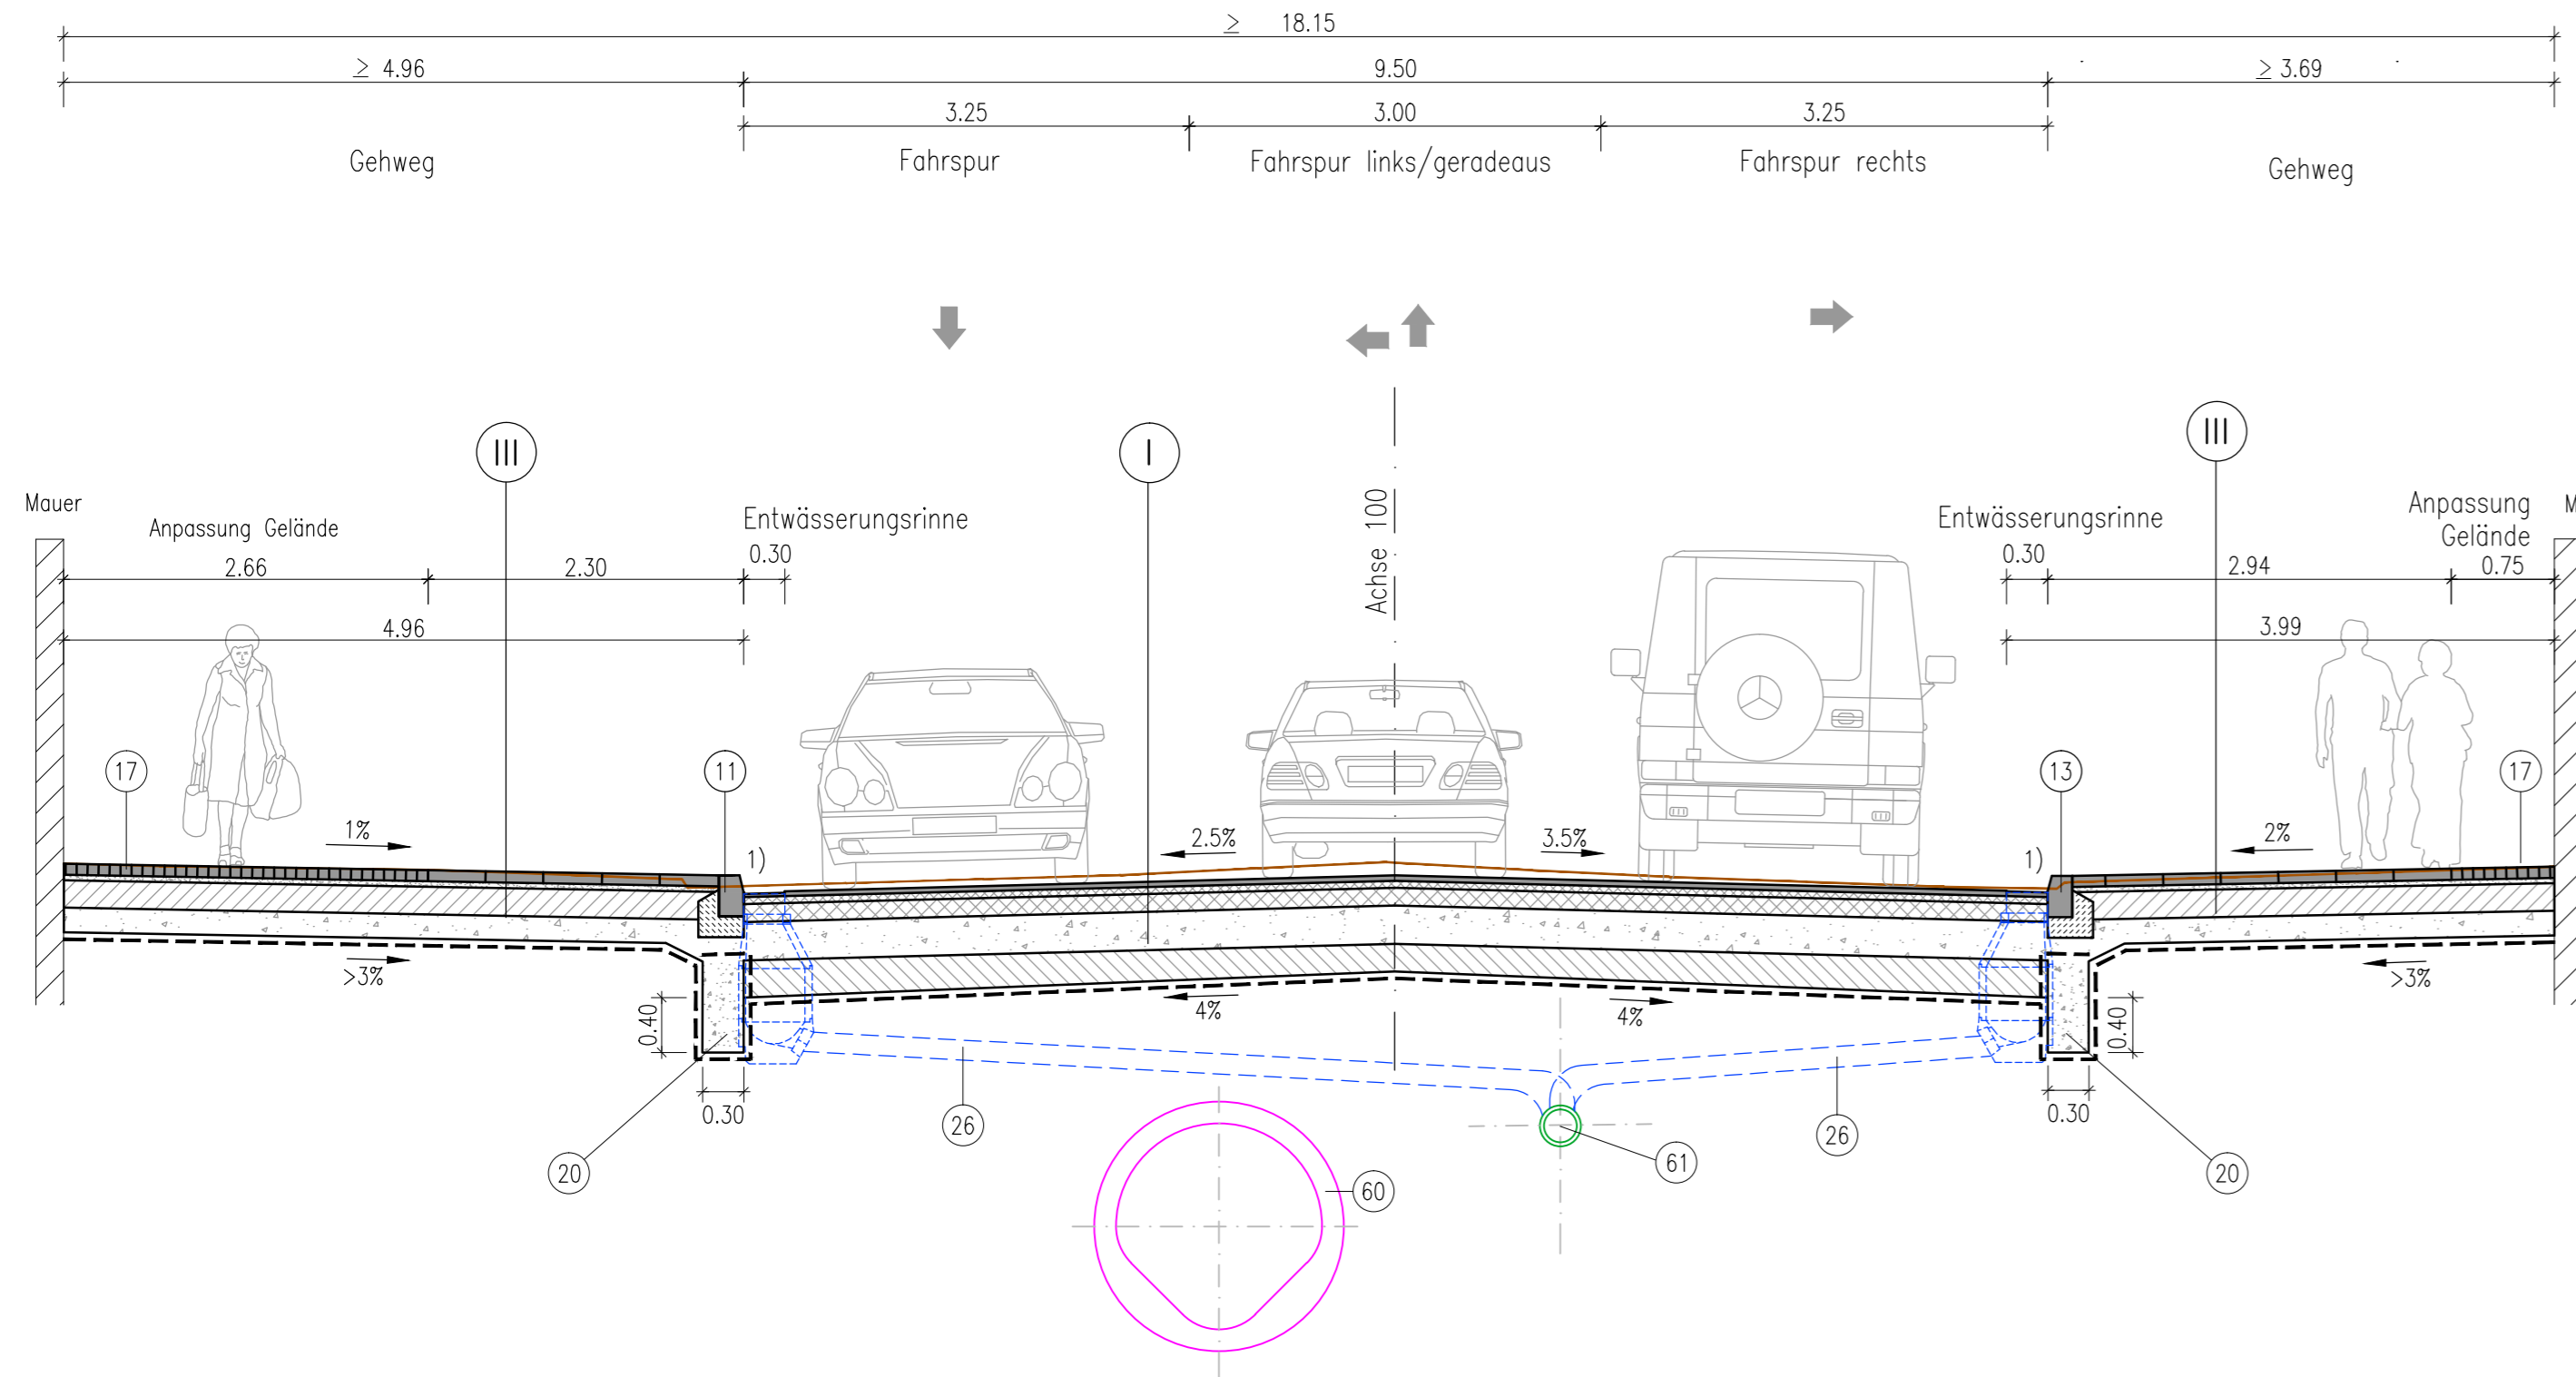 ≥ 18.15
≥ 4.96 9.50 ≥ 3.69
3.25 3.00 3.25
Gehweg Fahrspur Fahrspur links/geradeaus Fahrspur rechts Gehweg
III I III
Achse 100
Mauer
Anpassung Gelände
Entwässerungsrinne
Entwässerungsrinne
Anpassung
Gelände
M
2.66 2.30 0.30 0.30 2.94 0.75
4.96 3.99
17 11 13 17
1% 1) 2.5% 3.5% 1) 2%
>3% 4% 4% >3%
0.40 0.40
0.30 0.30
20 26 60 61 26 20